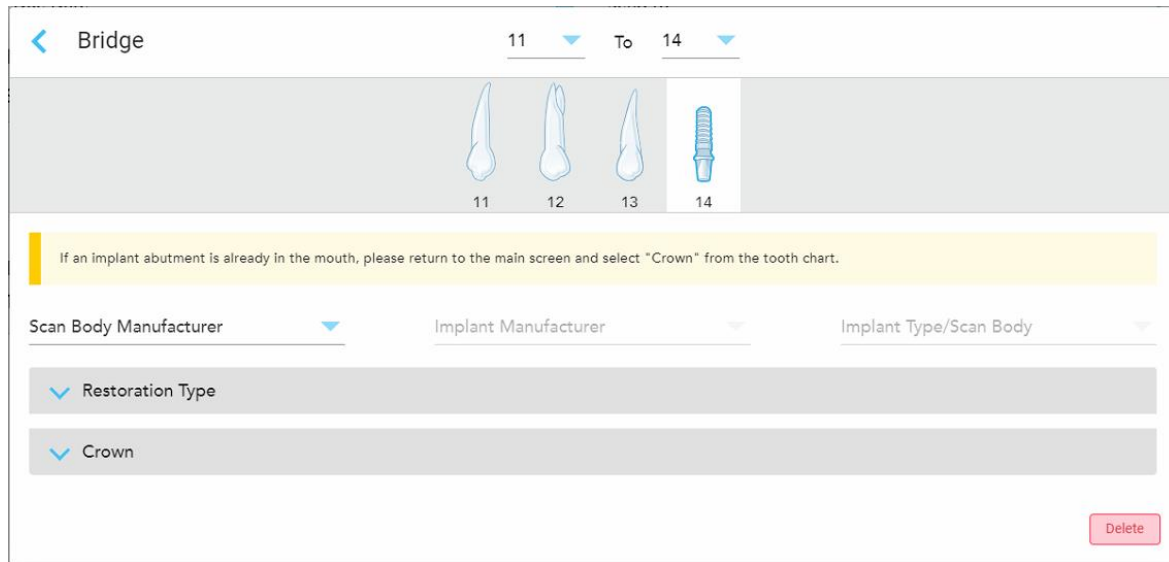 Bridge
11 To 14
11 12 13 14
If an implant abutment is already in the mouth, please return to the main screen and select "Crown" from the tooth chart.
Scan Body Manufacturer Implant Manufacturer Implant Type/Scan Body
Restoration Type
Crown
Delete